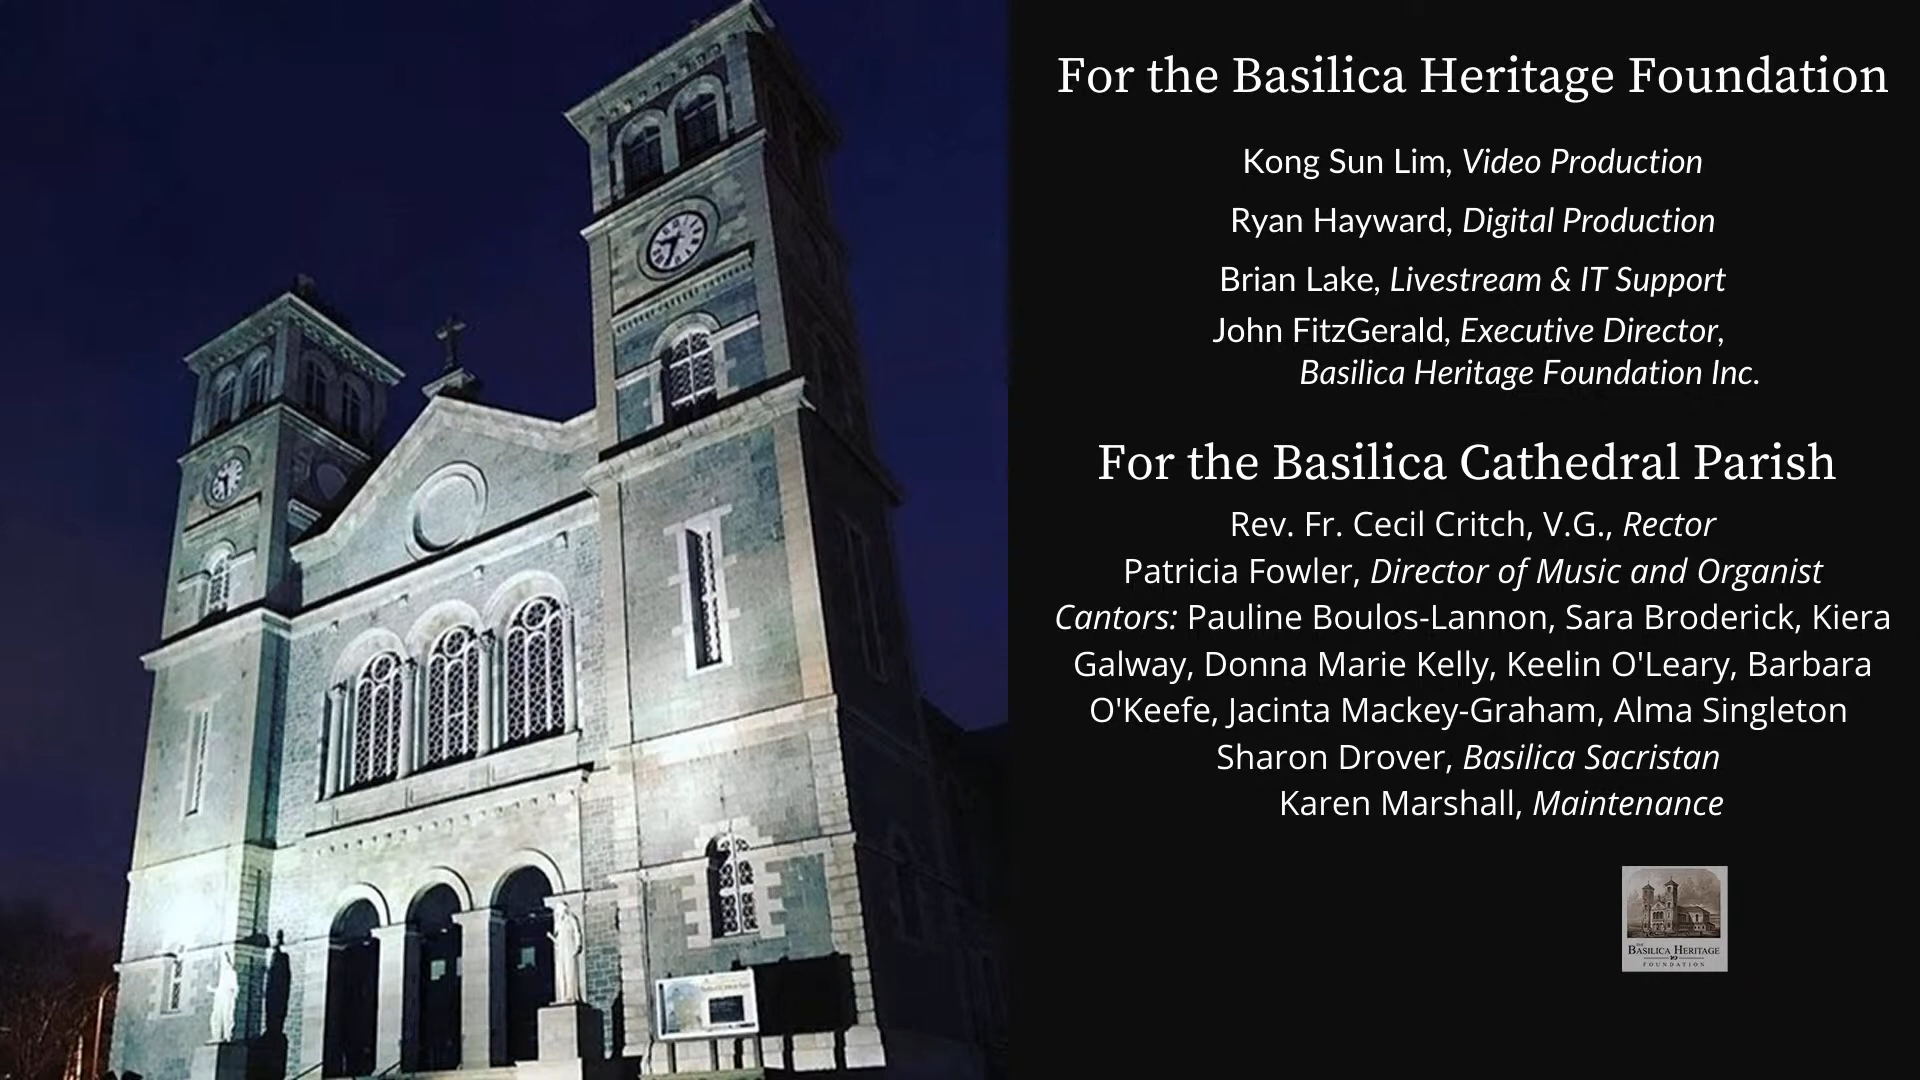 For the Basilica Heritage Foundation
Kong Sun Lim, Video Production
Ryan Hayward, Digital Production
Brian Lake, Livestream & IT Support
John FitzGerald, Executive Director,
Basilica Heritage Foundation Inc.
For the Basilica Cathedral Parish
Rev. Fr. Cecil Critch, V.G., Rector
Patricia Fowler, Director of Music and Organist
Cantors: Pauline Boulos-Lannon, Sara Broderick, Kiera
Galway, Donna Marie Kelly, Keelin O'Leary, Barbara
O'Keefe, Jacinta Mackey-Graham, Alma Singleton
Sharon Drover, Basilica Sacristan
Karen Marshall, Maintenance
THE
BASILICA HERITAGE
FOUNDATION